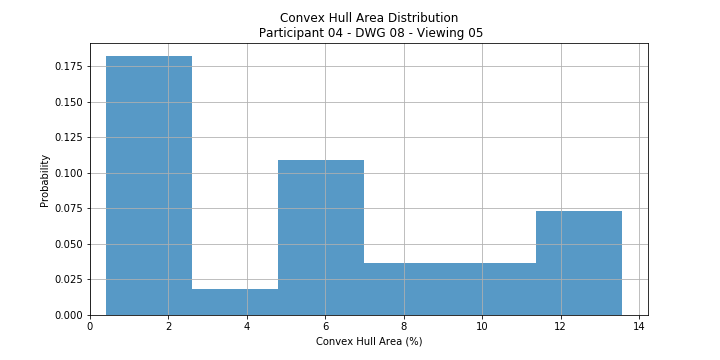 Convex Hull Area Distribution
Participant 04 - DWG 08 - Viewing 05
0.175
0.150
0.125
0.100
0.075
0.050
0.025
0.000
Probability
0 2 4 6 8 10 12 14
Convex Hull Area (%)